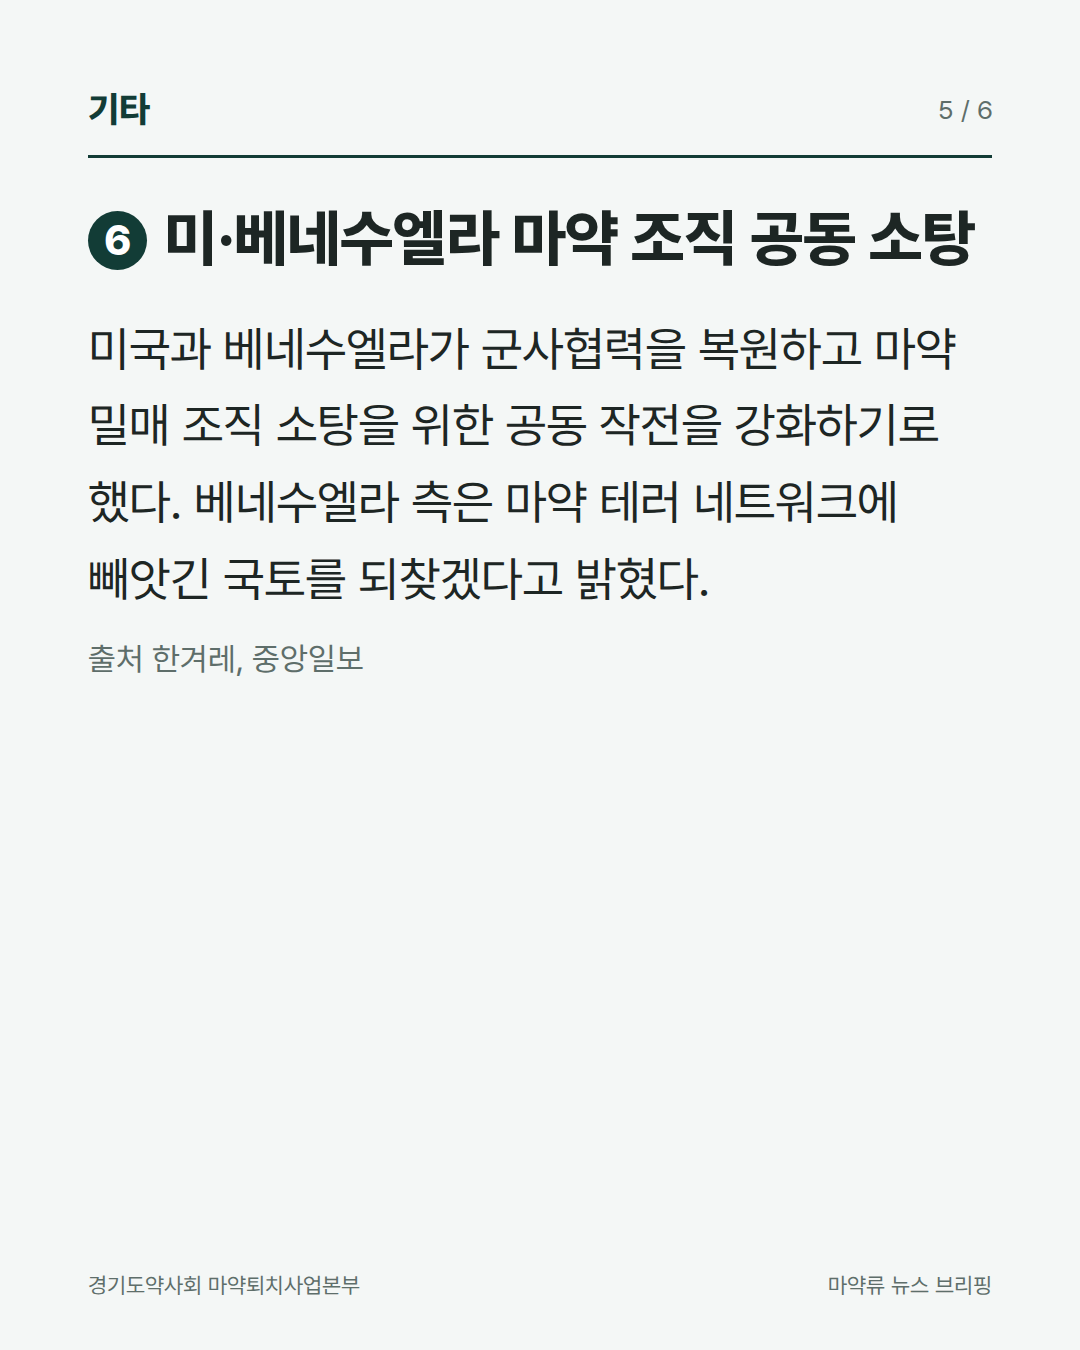 기타
5 / 6
6 미·베네수엘라 마약 조직 공동 소탕
미국과 베네수엘라가 군사협력을 복원하고 마약
밀매 조직 소탕을 위한 공동 작전을 강화하기로
했다. 베네수엘라 측은 마약 테러 네트워크에
빼앗긴 국토를 되찾겠다고 밝혔다.
출처 한겨레, 중앙일보
경기도약사회 마약퇴치사업본부
마약류 뉴스 브리핑